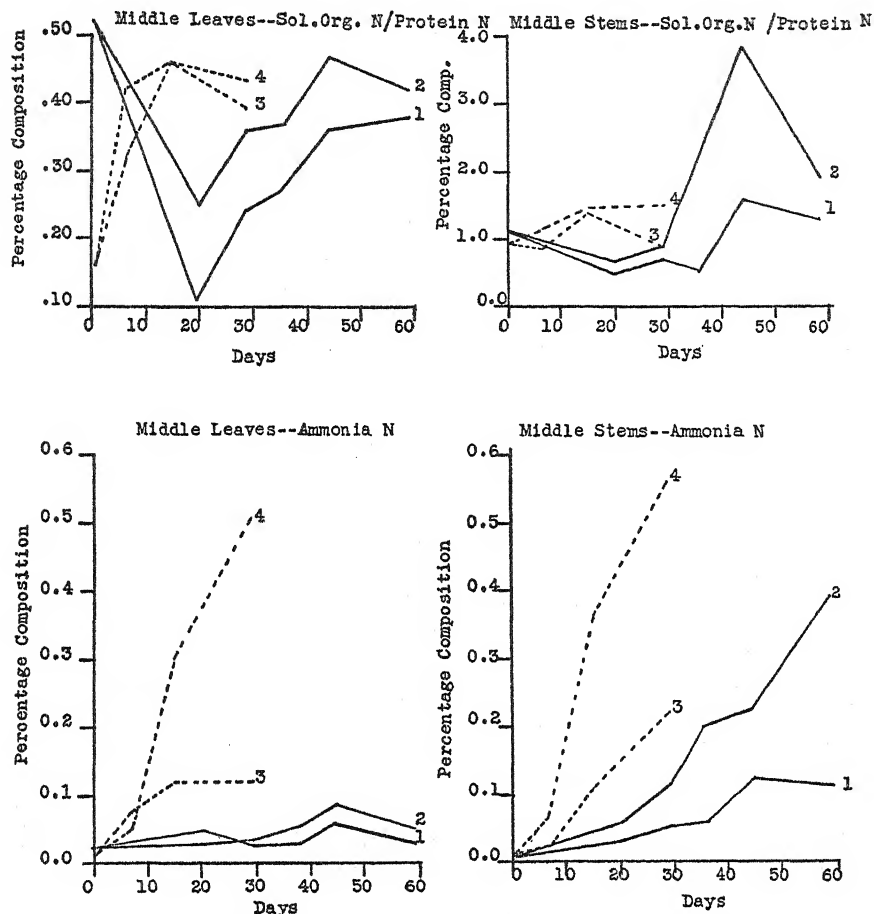 Middle Leaves--Sol.Org. N/Protein N
Percentage Composition
.50
.40
.30
.20
.10
4
3
2
1
0 10 20 30 40 50 60
Days
Middle Stems--Sol.Org.N /Protein N
Percentage Comp.
4.0
3.0
2.0
1.0
0.0
4
3
2
1
0 10 20 30 40 50 60
Days
Middle Leaves--Ammonia N
Percentage Composition
0.6
0.5
0.4
0.3
0.2
0.1
0.0
4
3
2
1
0 10 20 30 40 50 60
Days
Middle Stems--Ammonia N
Percentage Composition
0.6
0.5
0.4
0.3
0.2
0.1
0.0
4
3
2
1
0 10 20 30 40 50 60
Days